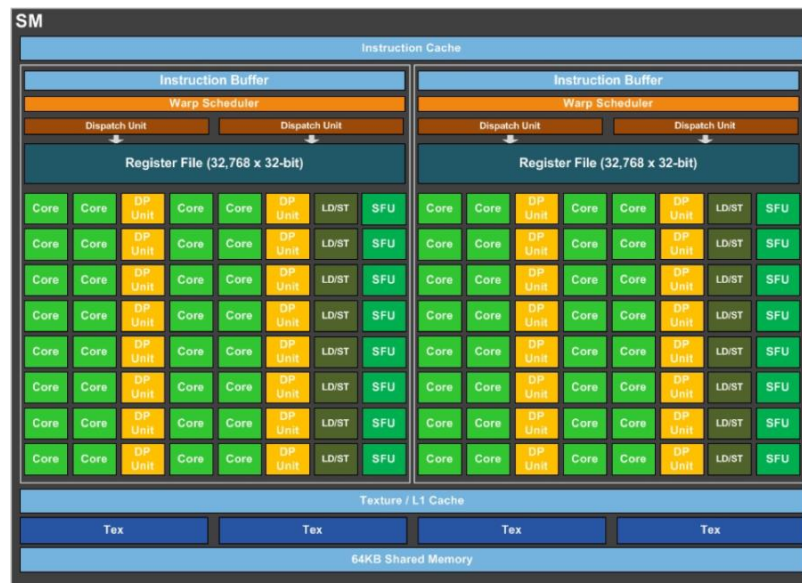 SM
Instruction Cache
Instruction Buffer Instruction Buffer
Warp Scheduler Warp Scheduler
Dispatch Unit Dispatch Unit Dispatch Unit Dispatch Unit
Register File (32,768 x 32-bit) Register File (32,768 x 32-bit)
Core Core DP Unit Core Core DP Unit LD/ST SFU Core Core DP Unit Core Core DP Unit LD/ST SFU
Core Core DP Unit Core Core DP Unit LD/ST SFU Core Core DP Unit Core Core DP Unit LD/ST SFU
Core Core DP Unit Core Core DP Unit LD/ST SFU Core Core DP Unit Core Core DP Unit LD/ST SFU
Core Core DP Unit Core Core DP Unit LD/ST SFU Core Core DP Unit Core Core DP Unit LD/ST SFU
Core Core DP Unit Core Core DP Unit LD/ST SFU Core Core DP Unit Core Core DP Unit LD/ST SFU
Core Core DP Unit Core Core DP Unit LD/ST SFU Core Core DP Unit Core Core DP Unit LD/ST SFU
Core Core DP Unit Core Core DP Unit LD/ST SFU Core Core DP Unit Core Core DP Unit LD/ST SFU
Core Core DP Unit Core Core DP Unit LD/ST SFU Core Core DP Unit Core Core DP Unit LD/ST SFU
Texture / L1 Cache
Tex Tex Tex Tex
64KB Shared Memory